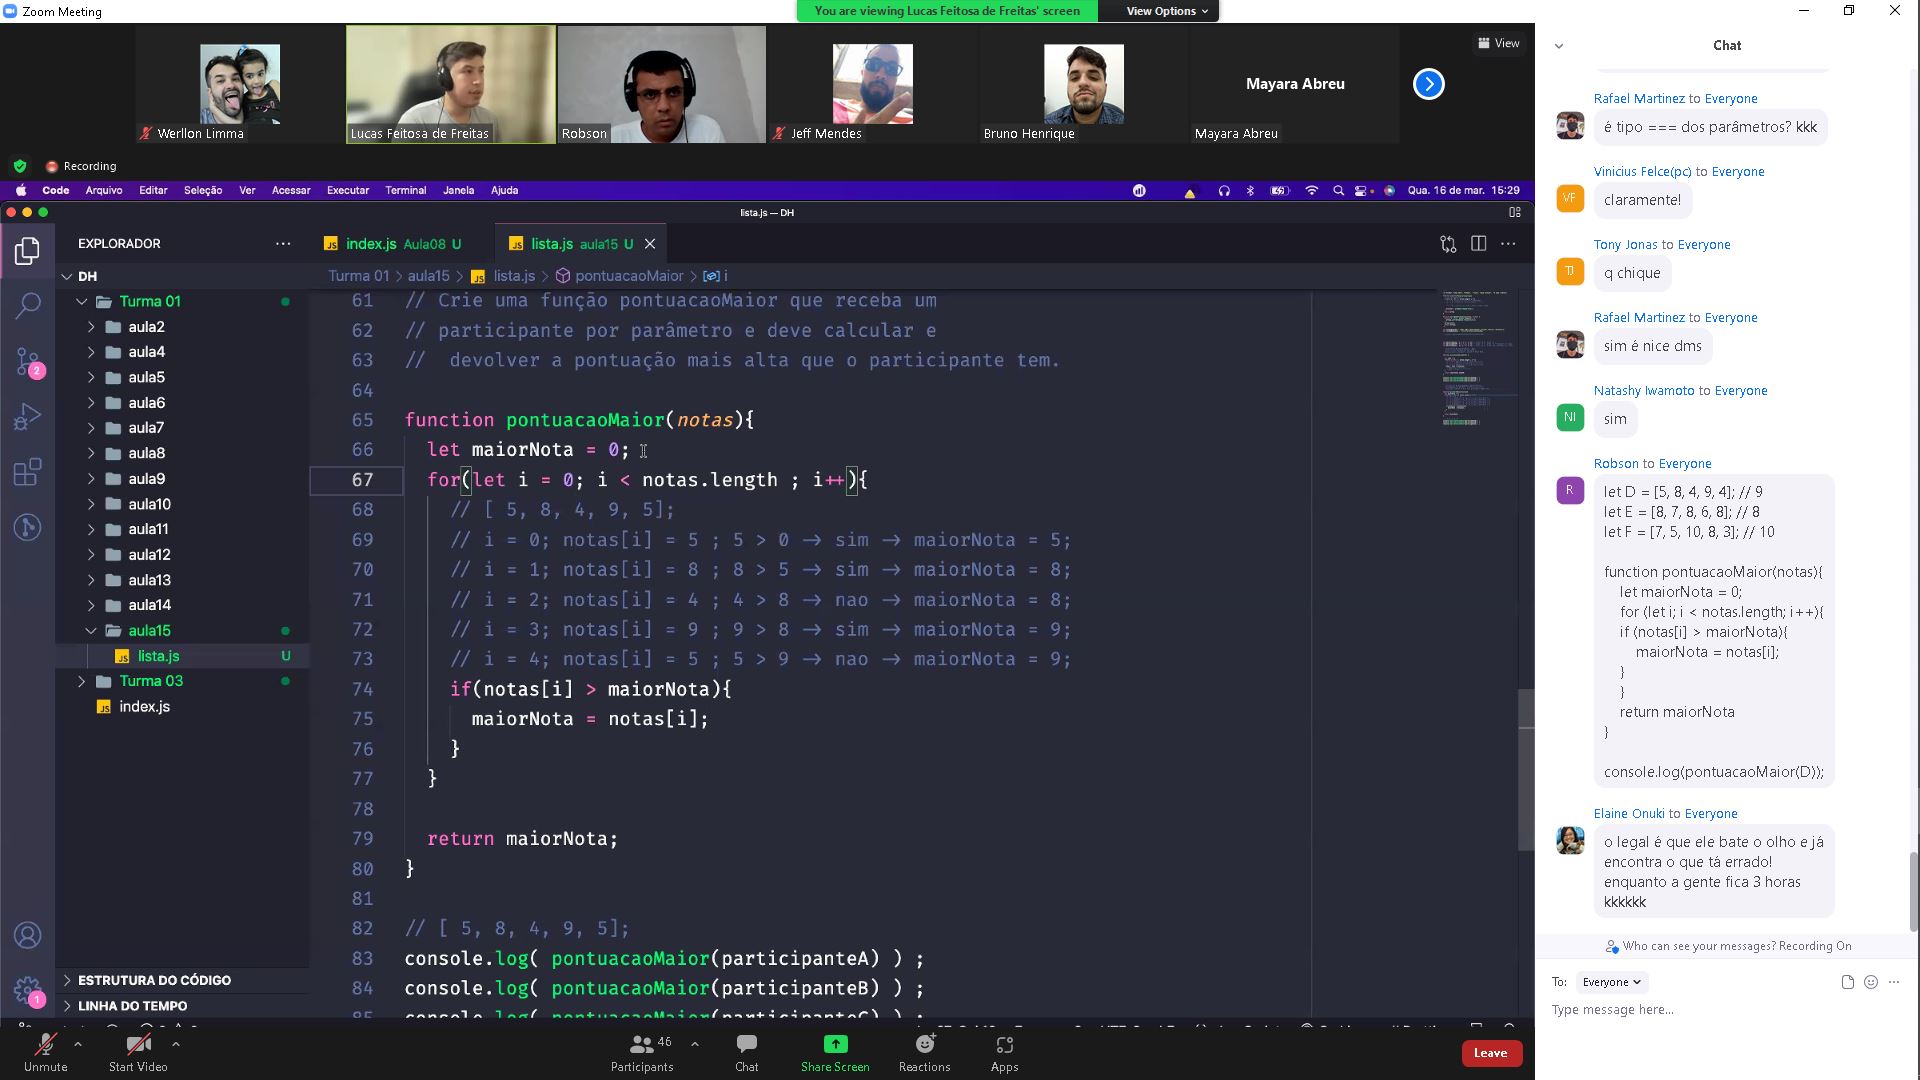 Zoom Meeting
You are viewing Lucas Feitosa de Freitas' screen
View Options
View
Werllon Limma
Lucas Feitosa de Freitas
Robson
Jeff Mendes
Bruno Henrique
Mayara Abreu
Mayara Abreu
Recording
Code Arquivo Editar Seleção Ver Acessar Executar Terminal Janela Ajuda
Qua. 16 de mar. 15:29
lista.js — DH
EXPLORADOR
DH
Turma 01
aula2
aula4
aula5
aula6
aula7
aula8
aula9
aula10
aula11
aula12
aula13
aula14
aula15
lista.js U
Turma 03
index.js
ESTRUTURA DO CÓDIGO
LINHA DO TEMPO
2
1
index.js Aula08 U
lista.js aula15 U
Turma 01 > aula15 > lista.js > pontuacaoMaior > i
61 // Crie uma função pontuacaoMaior que receba um
62 // participante por parâmetro e deve calcular e
63 //  devolver a pontuação mais alta que o participante tem.
64
65 function pontuacaoMaior(notas){
66 let maiorNota = 0;
67 for(let i = 0; i < notas.length ; i++){
68 // [ 5, 8, 4, 9, 5];
69 // i = 0; notas[i] = 5 ; 5 > 0 → sim → maiorNota = 5;
70 // i = 1; notas[i] = 8 ; 8 > 5 → sim → maiorNota = 8;
71 // i = 2; notas[i] = 4 ; 4 > 8 → nao → maiorNota = 8;
72 // i = 3; notas[i] = 9 ; 9 > 8 → sim → maiorNota = 9;
73 // i = 4; notas[i] = 5 ; 5 > 9 → nao → maiorNota = 9;
74 if(notas[i] > maiorNota){
75 maiorNota = notas[i];
76 }
77 }
78
79 return maiorNota;
80 }
81
82 // [ 5, 8, 4, 9, 5];
83 console.log( pontuacaoMaior(participanteA) ) ;
84 console.log( pontuacaoMaior(participanteB) ) ;
Chat
Rafael Martinez to Everyone
é tipo === dos parâmetros? kkk
Vinicius Felce(pc) to Everyone
VF
claramente!
Tony Jonas to Everyone
TJ
q chique
Rafael Martinez to Everyone
sim é nice dms
Natashy Iwamoto to Everyone
NI
sim
Robson to Everyone
R
let D = [5, 8, 4, 9, 4]; // 9
let E = [8, 7, 8, 6, 8]; // 8
let F = [7, 5, 10, 8, 3]; // 10
function pontuacaoMaior(notas){
let maiorNota = 0;
for (let i; i < notas.length; i++){
if (notas[i] > maiorNota){
maiorNota = notas[i];
}
}
return maiorNota
}
console.log(pontuacaoMaior(D));
Elaine Onuki to Everyone
o legal é que ele bate o olho e já
encontra o que tá errado!
enquanto a gente fica 3 horas
kkkkkk
Who can see your messages? Recording On
To: Everyone
Type message here...
Unmute
Start Video
Participants
46
Chat
Share Screen
Reactions
Apps
Leave